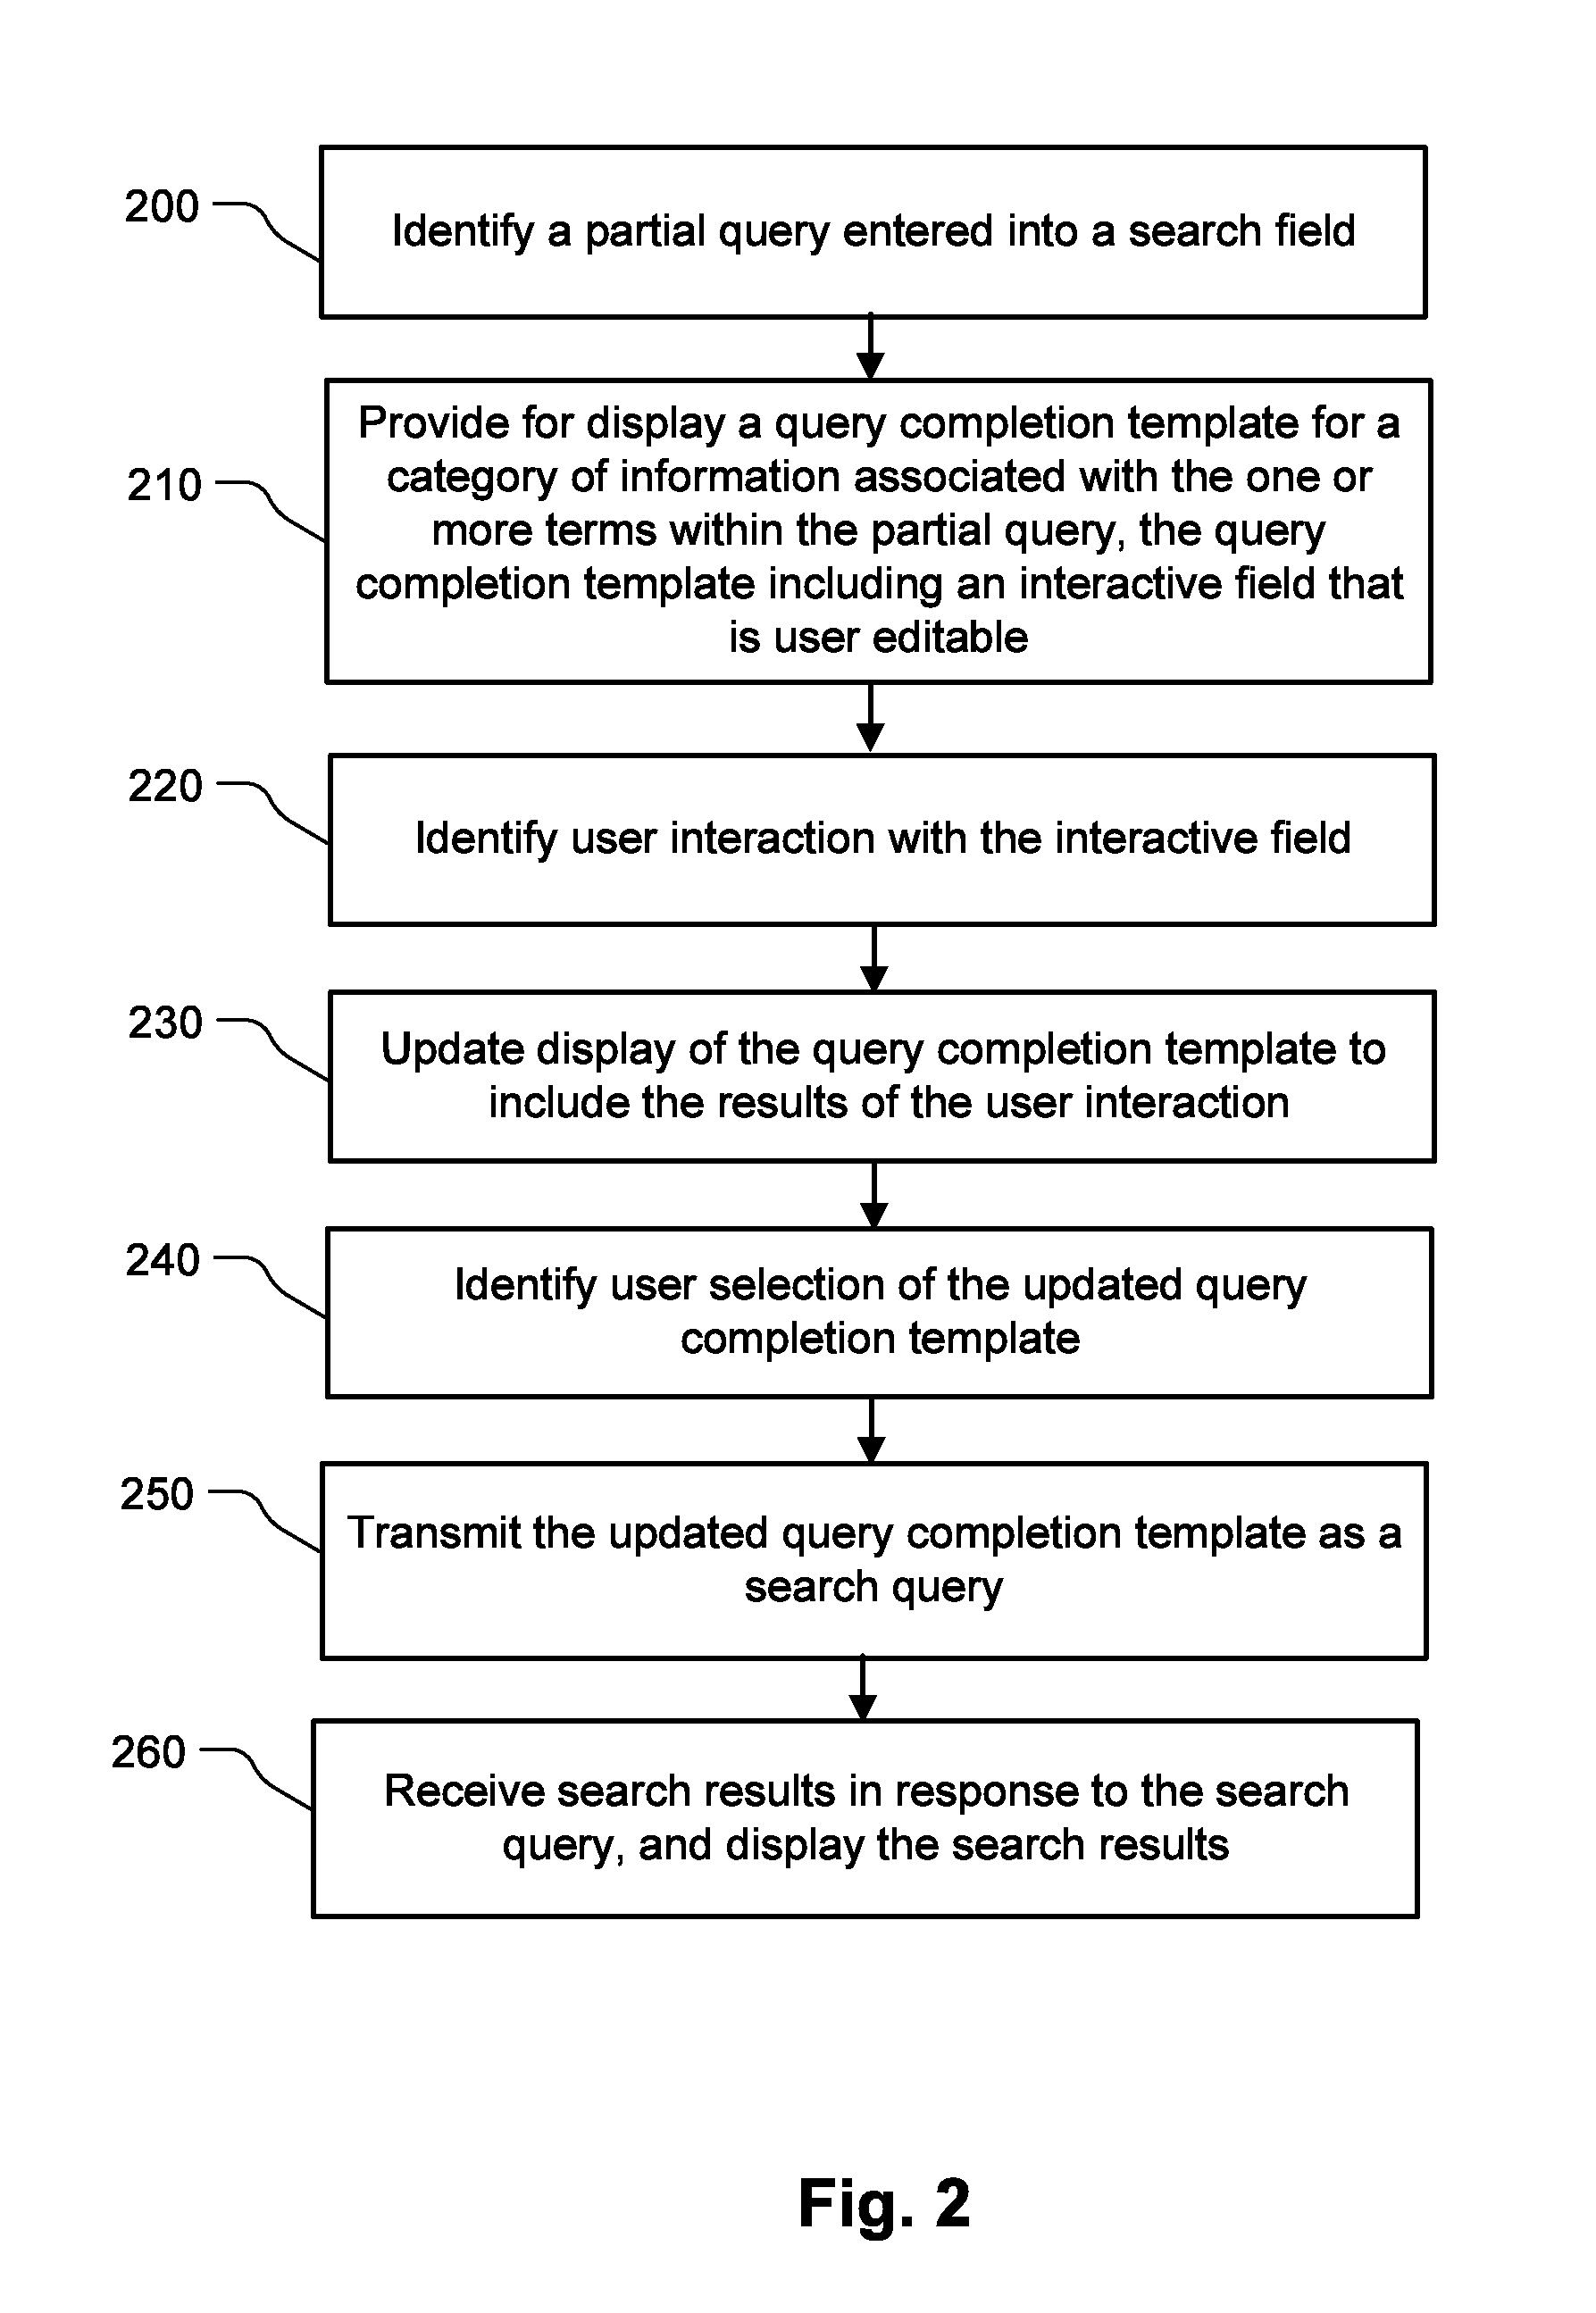 200
Identify a partial query entered into a search field
210
Provide for display a query completion template for a
category of information associated with the one or
more terms within the partial query, the query
completion template including an interactive field that
is user editable
220
Identify user interaction with the interactive field
230
Update display of the query completion template to
include the results of the user interaction
240
Identify user selection of the updated query
completion template
250
Transmit the updated query completion template as a
search query
260
Receive search results in response to the search
query, and display the search results
Fig. 2